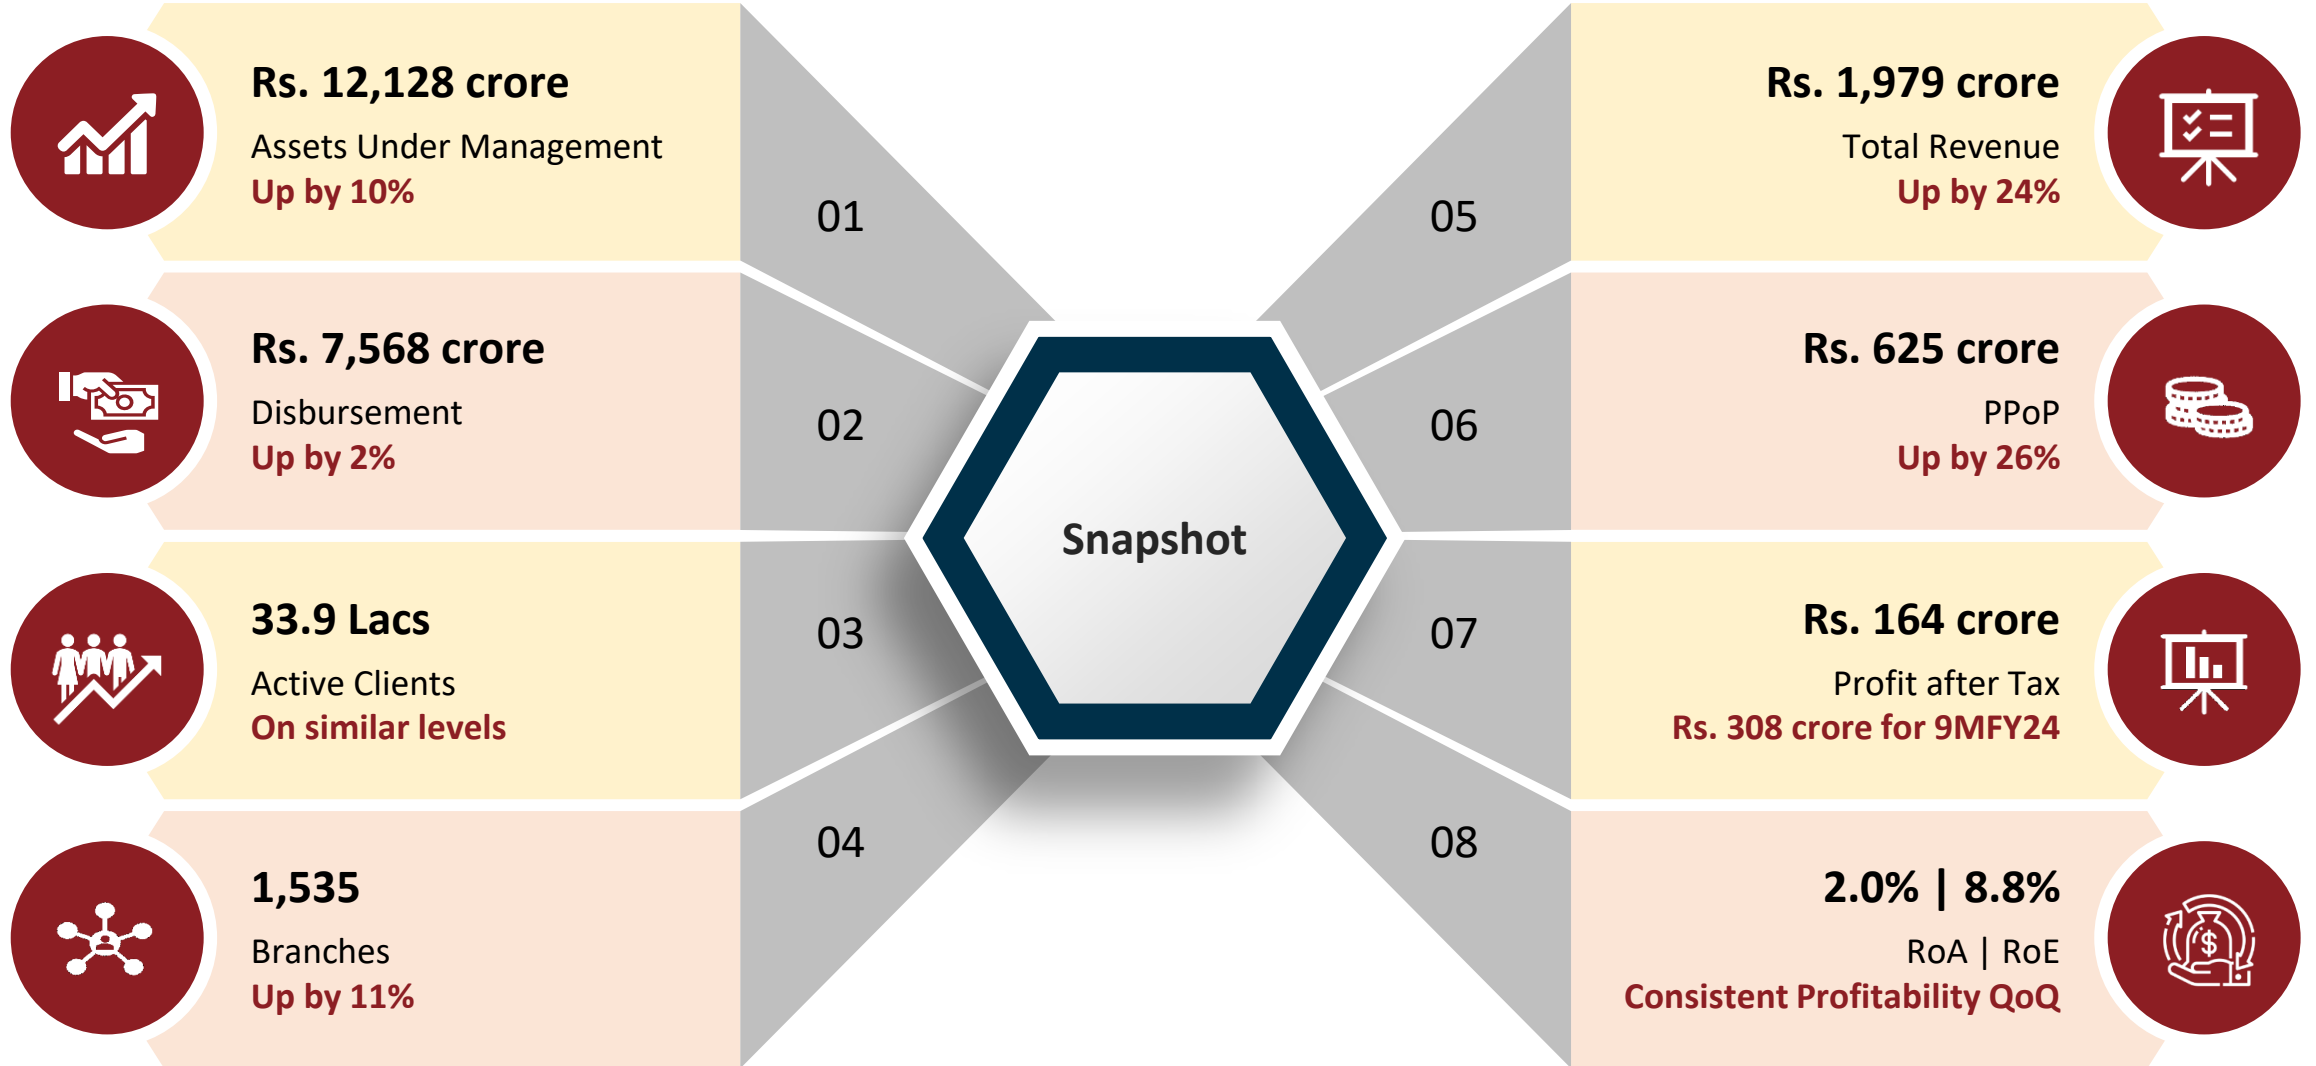 Rs. 12,128 crore
Assets Under Management
Up by 10%
01
Rs. 7,568 crore
Disbursement
Up by 2%
02
33.9 Lacs
Active Clients
On similar levels
03
1,535
Branches
Up by 11%
04
Snapshot
Rs. 1,979 crore
Total Revenue
Up by 24%
05
Rs. 625 crore
PPoP
Up by 26%
06
Rs. 164 crore
Profit after Tax
Rs. 308 crore for 9MFY24
07
2.0% | 8.8%
RoA | RoE
Consistent Profitability QoQ
08
$